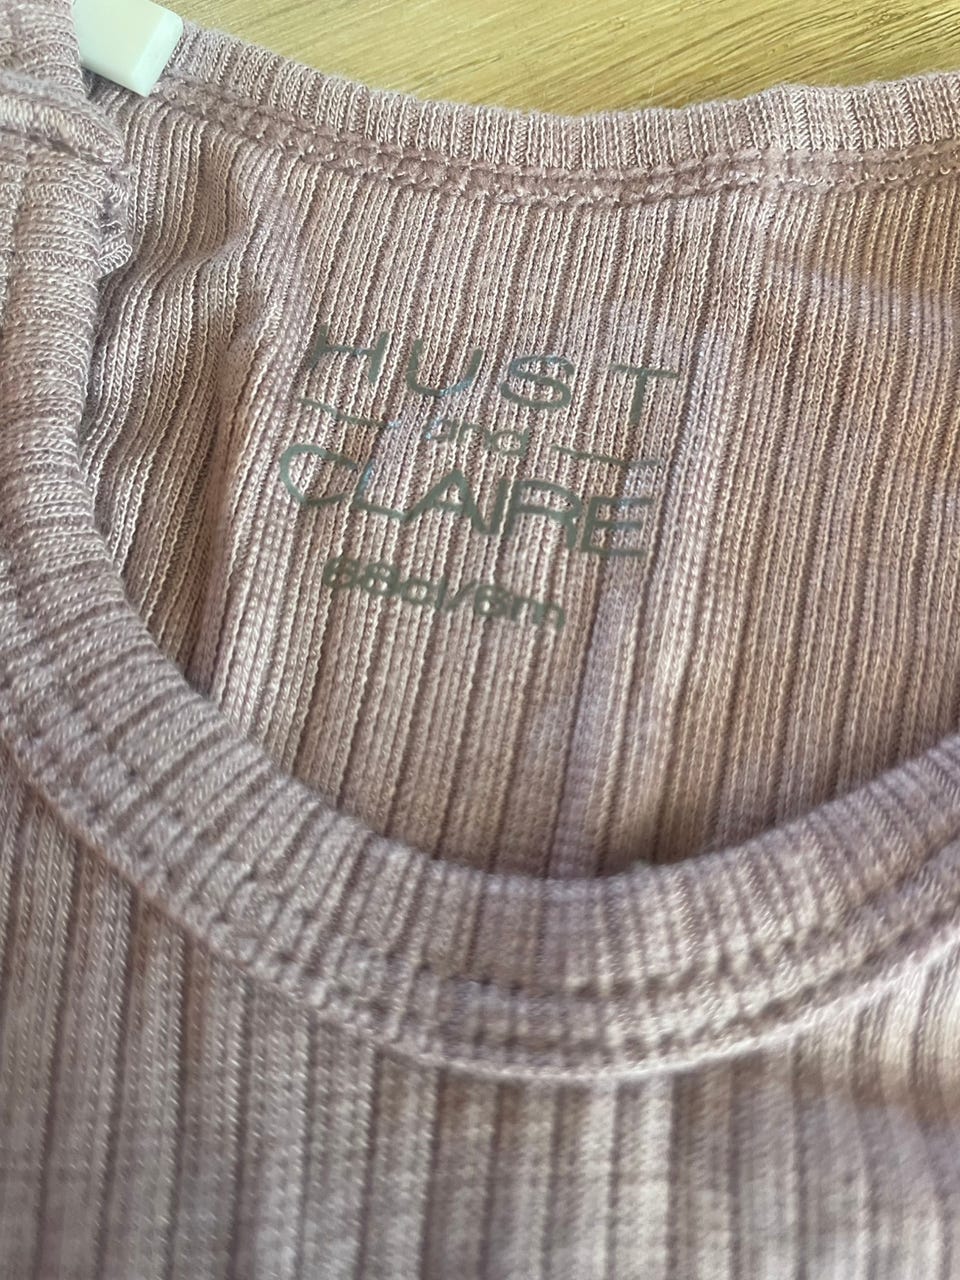 HUST
and
CLAIRE
68cl/6m